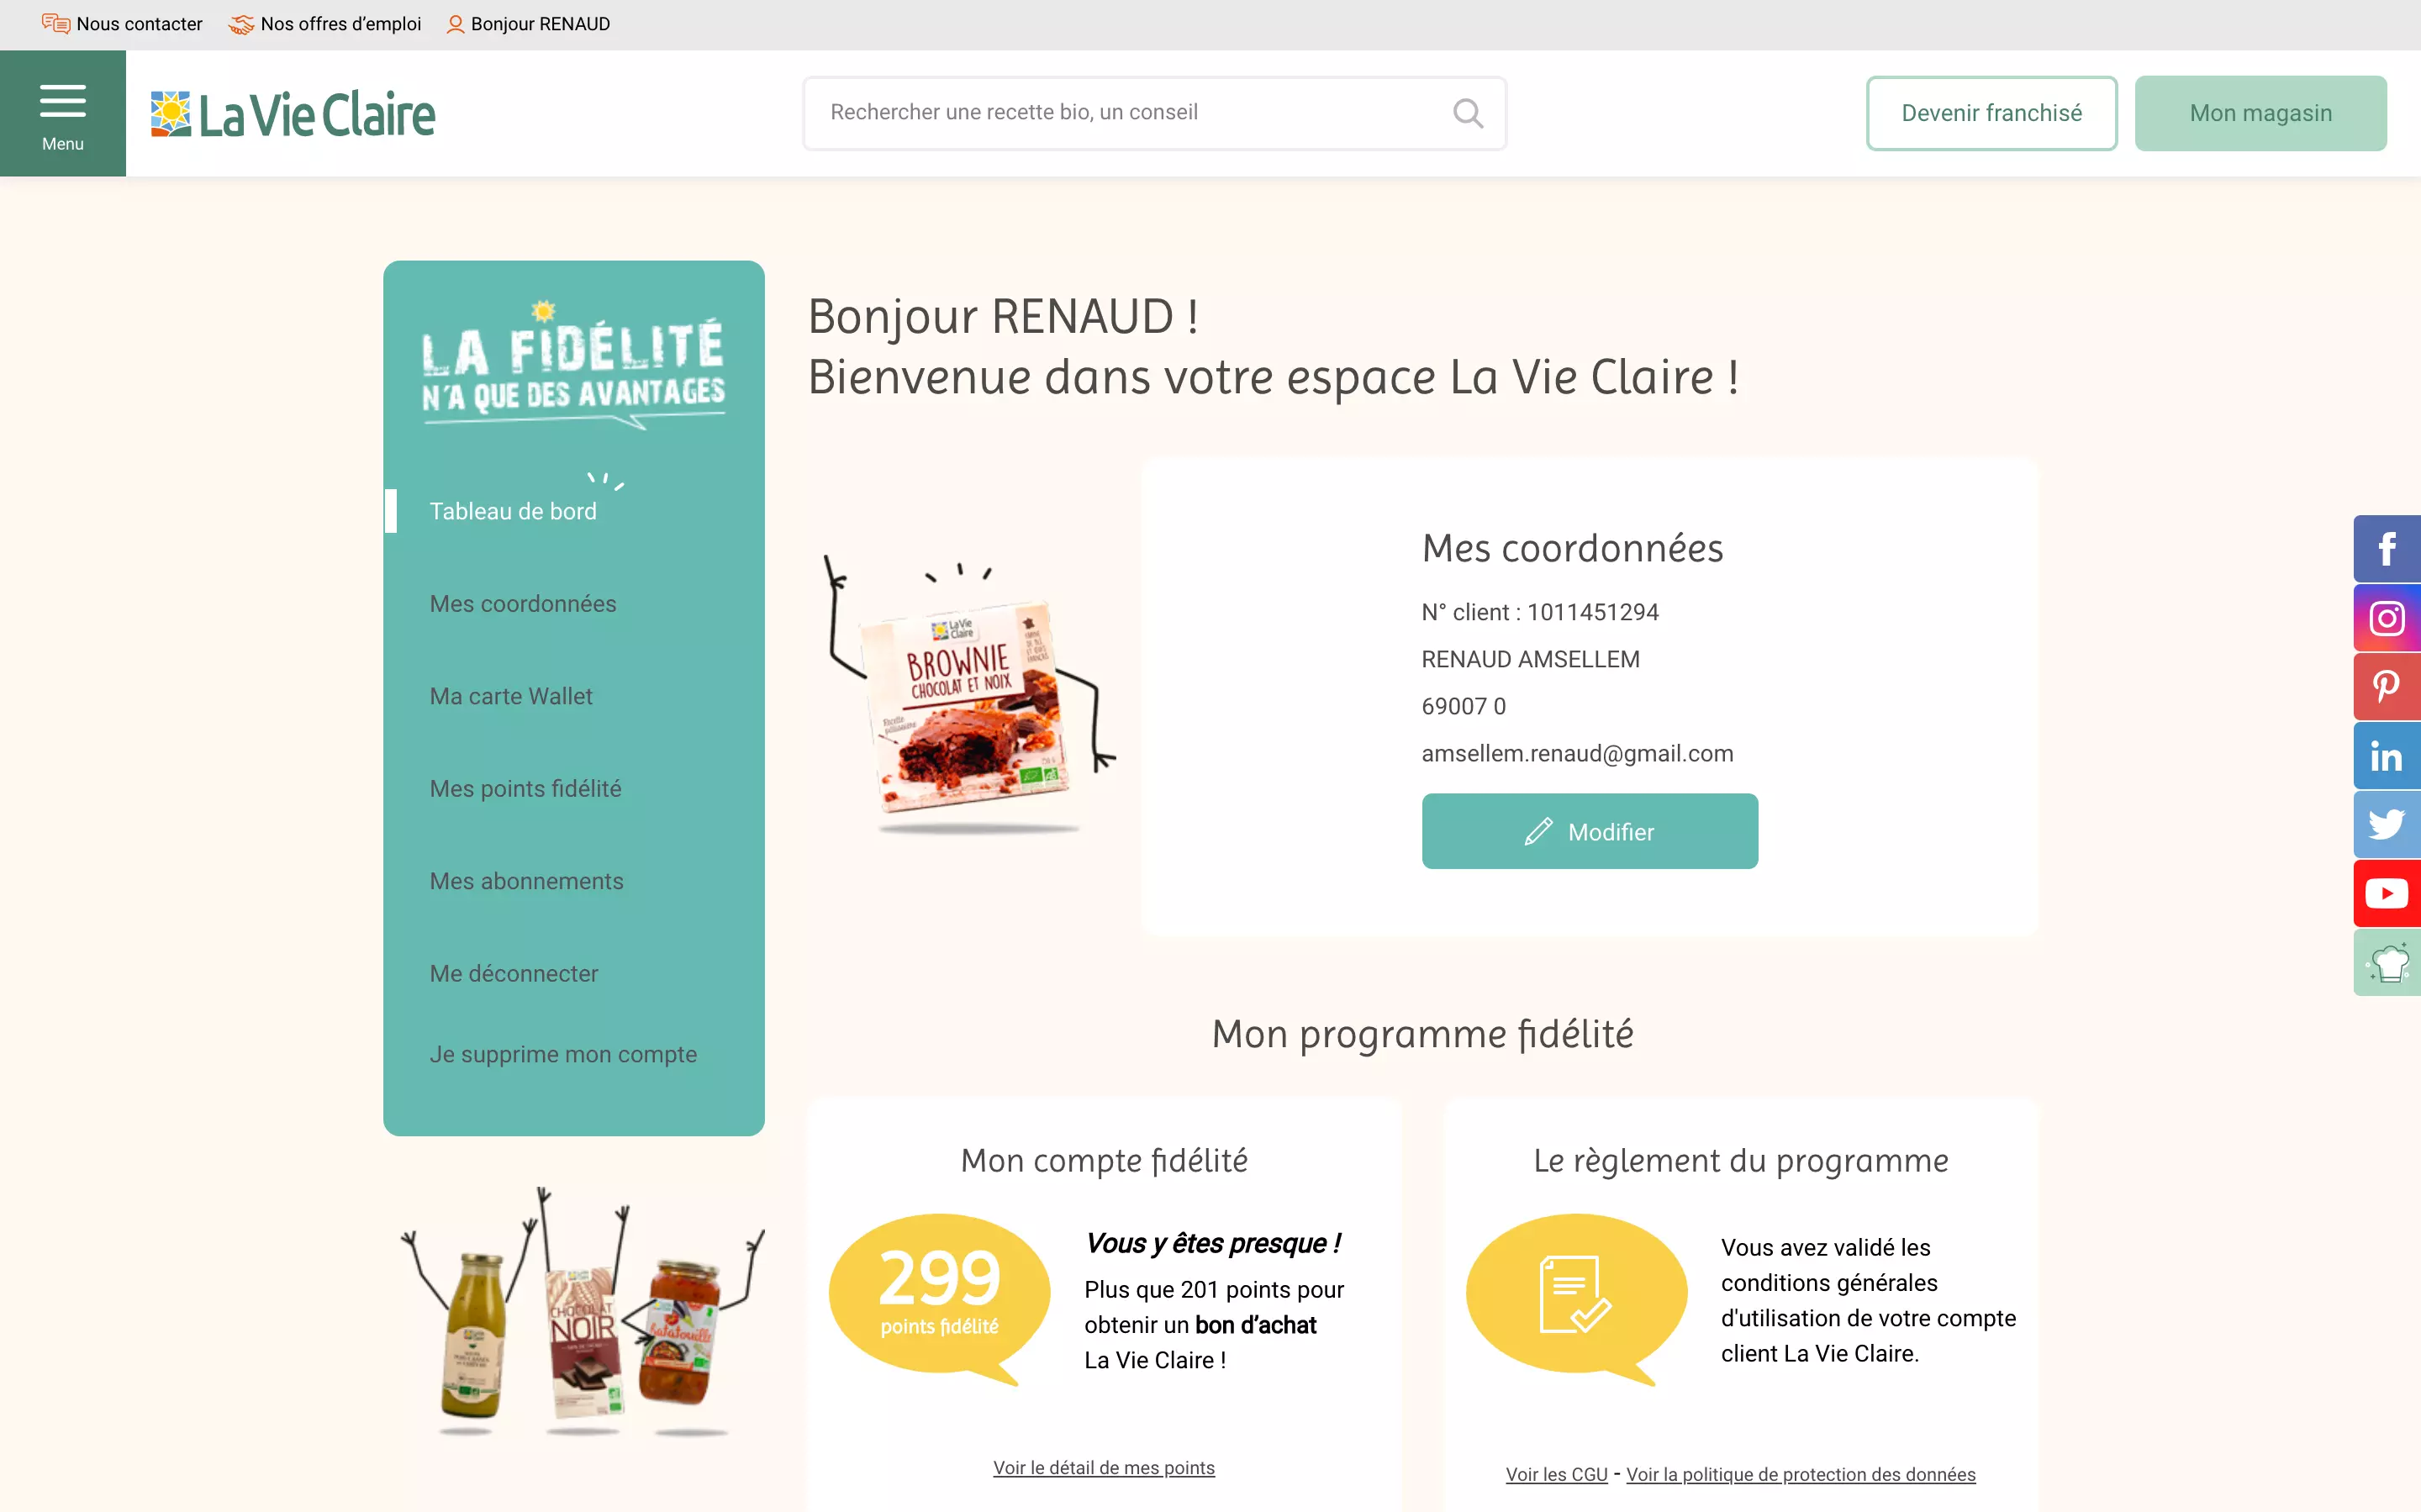 Nous contacter
Nos offres d’emploi
Bonjour RENAUD
Menu
La Vie Claire
Rechercher une recette bio, un conseil
Devenir franchisé
Mon magasin
LA FIDÉLITÉ
N'A QUE DES AVANTAGES
Tableau de bord
Mes coordonnées
Ma carte Wallet
Mes points fidélité
Mes abonnements
Me déconnecter
Je supprime mon compte
Bonjour RENAUD !
Bienvenue dans votre espace La Vie Claire !
La Vie
Claire
BROWNIE
CHOCOLAT ET NOIX
Mes coordonnées
N° client : 1011451294
RENAUD AMSELLEM
69007 0
amsellem.renaud@gmail.com
Modifier
Mon programme fidélité
Mon compte fidélité
299
points fidélité
Vous y êtes presque !
Plus que 201 points pour
obtenir un bon d’achat
La Vie Claire !
Voir le détail de mes points
Le règlement du programme
Vous avez validé les
conditions générales
d'utilisation de votre compte
client La Vie Claire.
Voir les CGU - Voir la politique de protection des données
CHOCOLAT
NOIR
Ratatouille